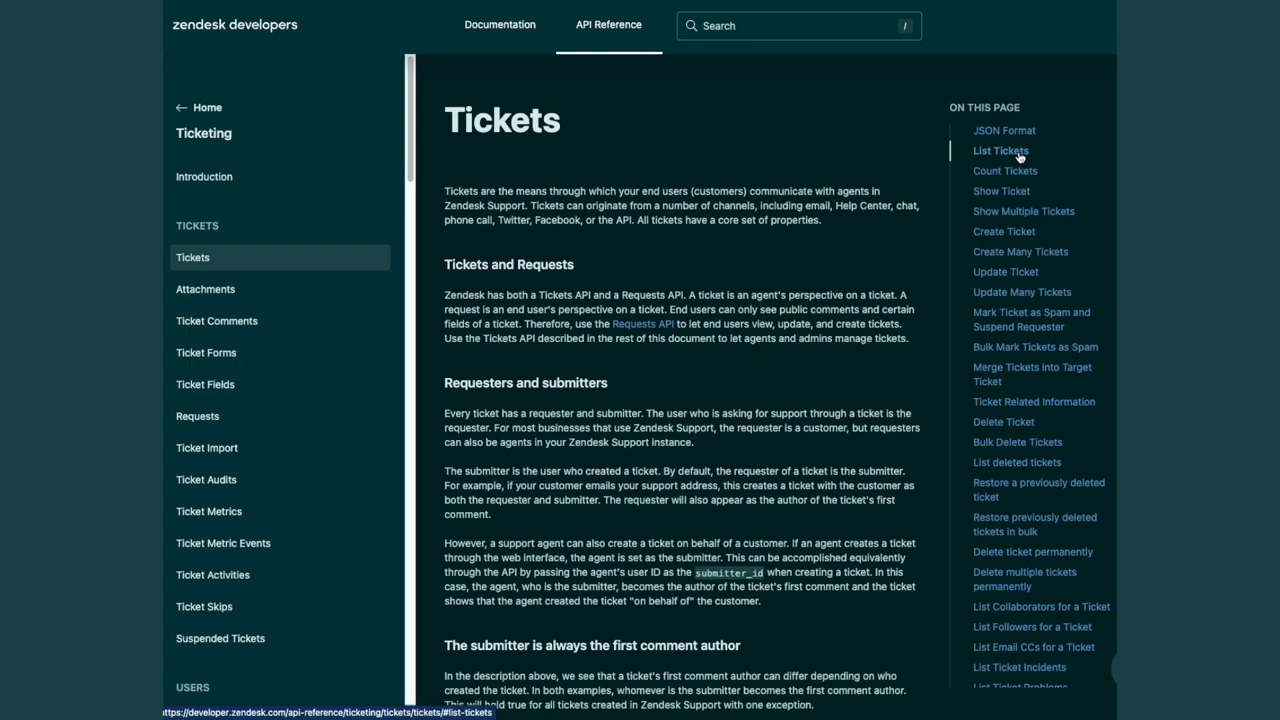 zendesk developers
Documentation
API Reference
Search
/
← Home
Ticketing
Introduction
TICKETS
Tickets
Attachments
Ticket Comments
Ticket Forms
Ticket Fields
Requests
Ticket Import
Ticket Audits
Ticket Metrics
Ticket Metric Events
Ticket Activities
Ticket Skips
Suspended Tickets
USERS
Tickets
Tickets are the means through which your end users (customers) communicate with agents in
Zendesk Support. Tickets can originate from a number of channels, including email, Help Center, chat,
phone call, Twitter, Facebook, or the API. All tickets have a core set of properties.
Tickets and Requests
Zendesk has both a Tickets API and a Requests API. A ticket is an agent's perspective on a ticket. A
request is an end user's perspective on a ticket. End users can only see public comments and certain
fields of a ticket. Therefore, use the Requests API to let end users view, update, and create tickets.
Use the Tickets API described in the rest of this document to let agents and admins manage tickets.
Requesters and submitters
Every ticket has a requester and submitter. The user who is asking for support through a ticket is the
requester. For most businesses that use Zendesk Support, the requester is a customer, but requesters
can also be agents in your Zendesk Support instance.
The submitter is the user who created a ticket. By default, the requester of a ticket is the submitter.
For example, if your customer emails your support address, this creates a ticket with the customer as
both the requester and submitter. The requester will also appear as the author of the ticket's first
comment.
However, a support agent can also create a ticket on behalf of a customer. If an agent creates a ticket
through the web interface, the agent is set as the submitter. This can be accomplished equivalently
through the API by passing the agent's user ID as the submitter_id when creating a ticket. In this
case, the agent, who is the submitter, becomes the author of the ticket's first comment and the ticket
shows that the agent created the ticket "on behalf of" the customer.
The submitter is always the first comment author
In the description above, we see that a ticket's first comment author can differ depending on who
created the ticket. In both examples, whomever is the submitter becomes the first comment author.
This will hold true for all tickets created in Zendesk Support with one exception.
ON THIS PAGE
JSON Format
List Tickets
Count Tickets
Show Ticket
Show Multiple Tickets
Create Ticket
Create Many Tickets
Update Ticket
Update Many Tickets
Mark Ticket as Spam and
Suspend Requester
Bulk Mark Tickets as Spam
Merge Tickets into Target
Ticket
Ticket Related Information
Delete Ticket
Bulk Delete Tickets
List deleted tickets
Restore a previously deleted
ticket
Restore previously deleted
tickets in bulk
Delete ticket permanently
Delete multiple tickets
permanently
List Collaborators for a Ticket
List Followers for a Ticket
List Email CCs for a Ticket
List Ticket Incidents
List Ticket Problems
https://developer.zendesk.com/api-reference/ticketing/tickets/tickets/#list-tickets